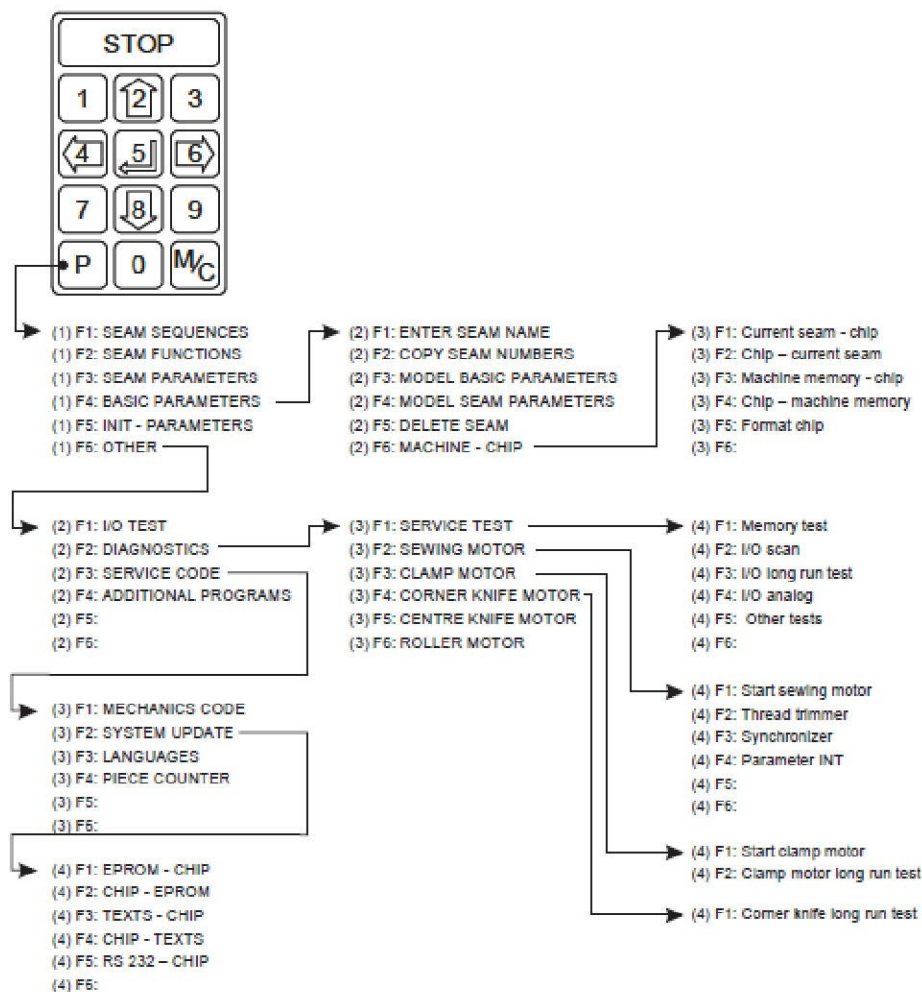 STOP
1 2 3
4 5 6
7 8 9
P 0 M/C
(1) F1: SEAM SEQUENCES
(1) F2: SEAM FUNCTIONS
(1) F3: SEAM PARAMETERS
(1) F4: BASIC PARAMETERS
(1) F5: INIT - PARAMETERS
(1) F6: OTHER
(2) F1: ENTER SEAM NAME
(2) F2: COPY SEAM NUMBERS
(2) F3: MODEL BASIC PARAMETERS
(2) F4: MODEL SEAM PARAMETERS
(2) F5: DELETE SEAM
(2) F6: MACHINE - CHIP
(3) F1: Current seam - chip
(3) F2: Chip – current seam
(3) F3: Machine memory - chip
(3) F4: Chip – machine memory
(3) F5: Format chip
(3) F6:
(2) F1: I/O TEST
(2) F2: DIAGNOSTICS
(2) F3: SERVICE CODE
(2) F4: ADDITIONAL PROGRAMS
(2) F5:
(2) F6:
(3) F1: SERVICE TEST
(3) F2: SEWING MOTOR
(3) F3: CLAMP MOTOR
(3) F4: CORNER KNIFE MOTOR
(3) F5: CENTRE KNIFE MOTOR
(3) F6: ROLLER MOTOR
(4) F1: Memory test
(4) F2: I/O scan
(4) F3: I/O long run test
(4) F4: I/O analog
(4) F5: Other tests
(4) F6:
(3) F1: MECHANICS CODE
(3) F2: SYSTEM UPDATE
(3) F3: LANGUAGES
(3) F4: PIECE COUNTER
(3) F5:
(3) F6:
(4) F1: Start sewing motor
(4) F2: Thread trimmer
(4) F3: Synchronizer
(4) F4: Parameter INT
(4) F5:
(4) F6:
(4) F1: EPROM - CHIP
(4) F2: CHIP - EPROM
(4) F3: TEXTS - CHIP
(4) F4: CHIP - TEXTS
(4) F5: RS 232 – CHIP
(4) F6:
(4) F1: Start clamp motor
(4) F2: Clamp motor long run test
(4) F1: Corner knife long run test